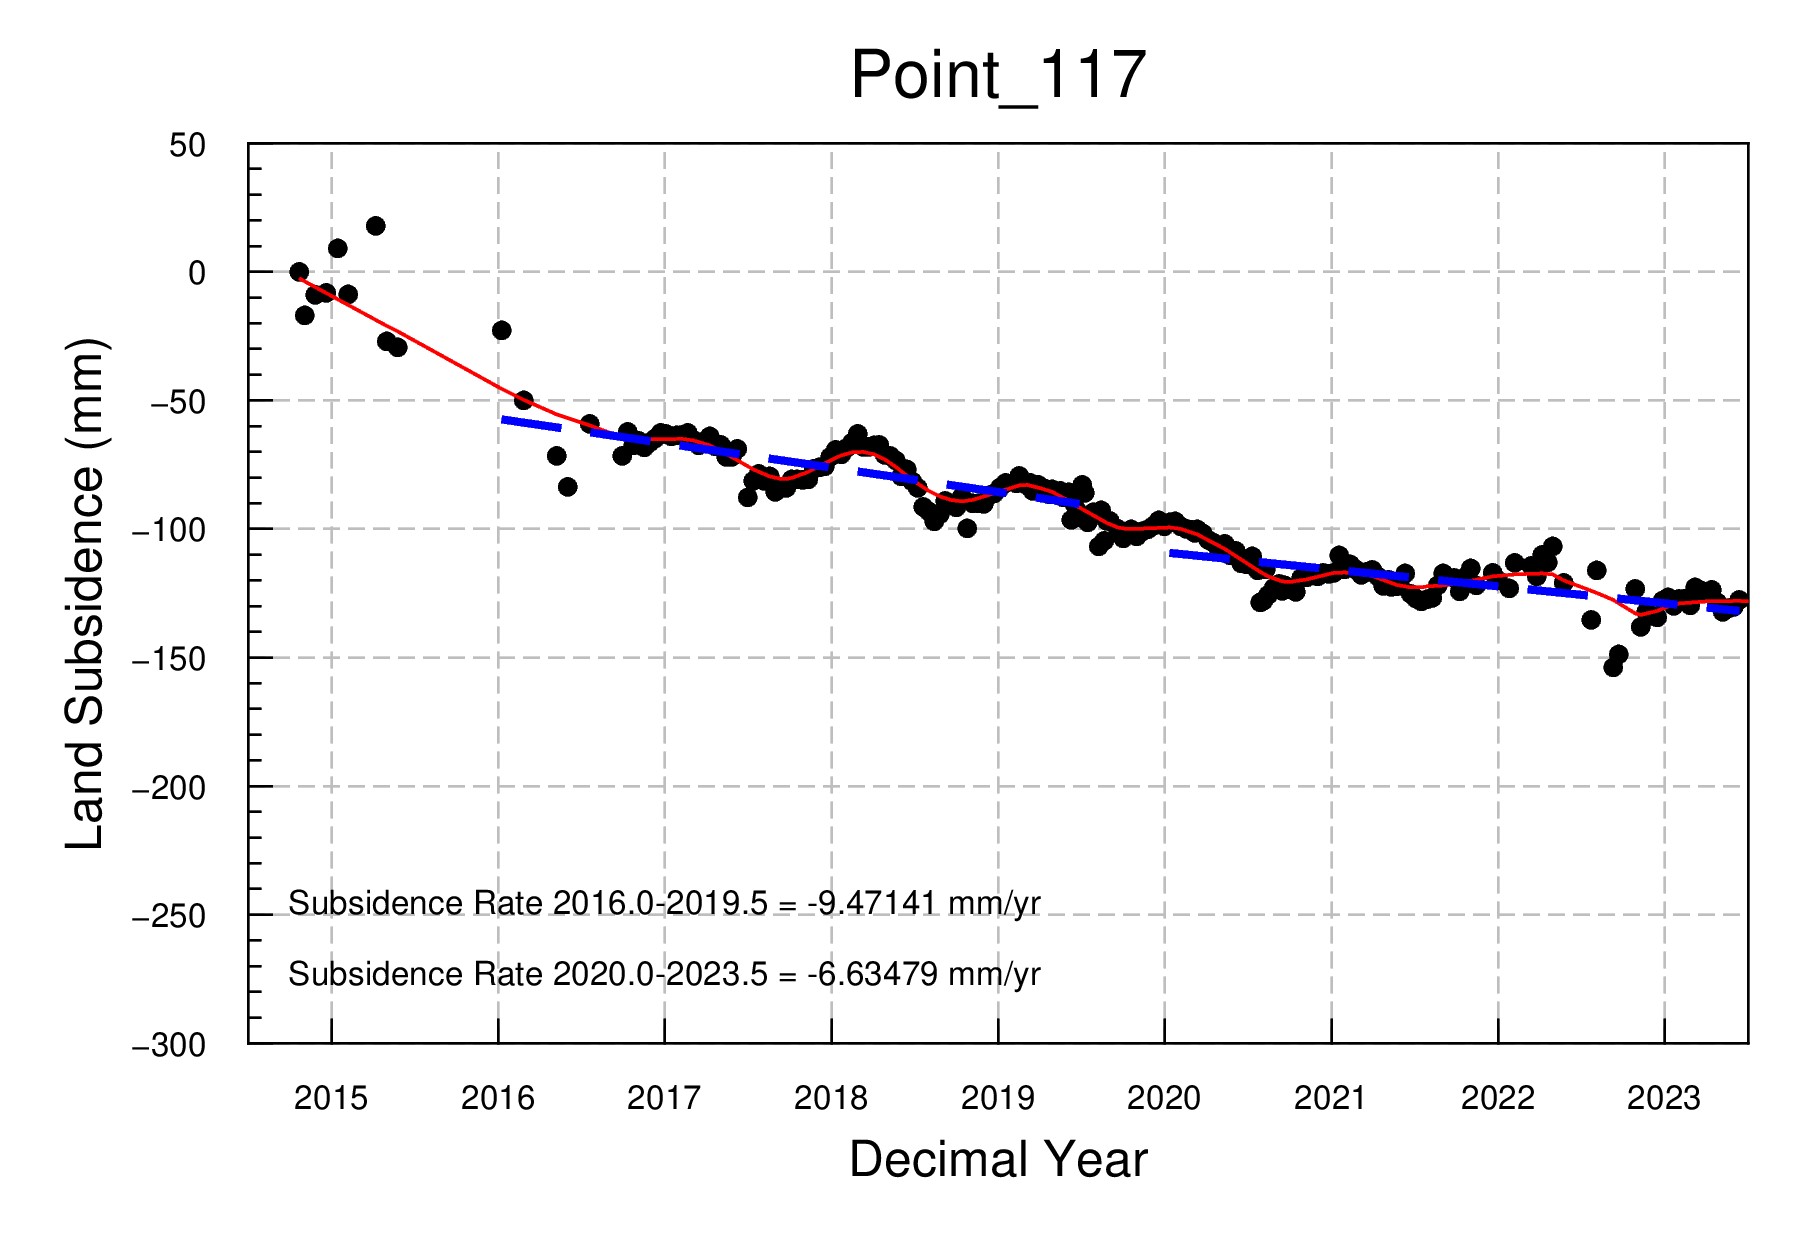 Point_117
50
0
−50
−100
−150
−200
−250
−300
Land Subsidence (mm)
Subsidence Rate 2016.0-2019.5 = -9.47141 mm/yr
Subsidence Rate 2020.0-2023.5 = -6.63479 mm/yr
2015 2016 2017 2018 2019 2020 2021 2022 2023
Decimal Year